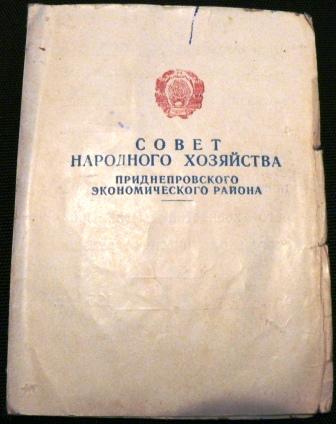 СОВЕТ
НАРОДНОГО ХОЗЯЙСТВА
ПРИДНЕПРОВСКОГО
ЭКОНОМИЧЕСКОГО РАЙОНА